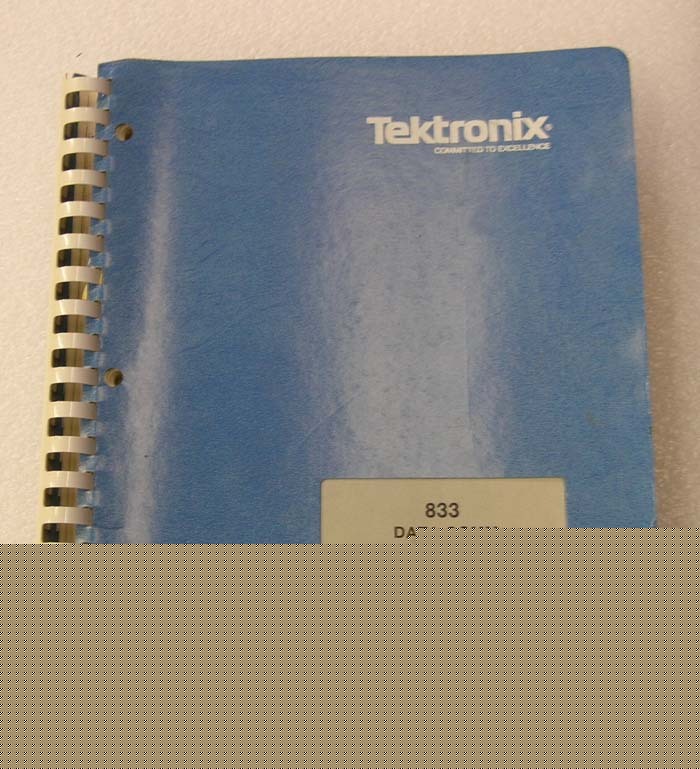 Tektronix®
COMMITTED TO EXCELLENCE
833